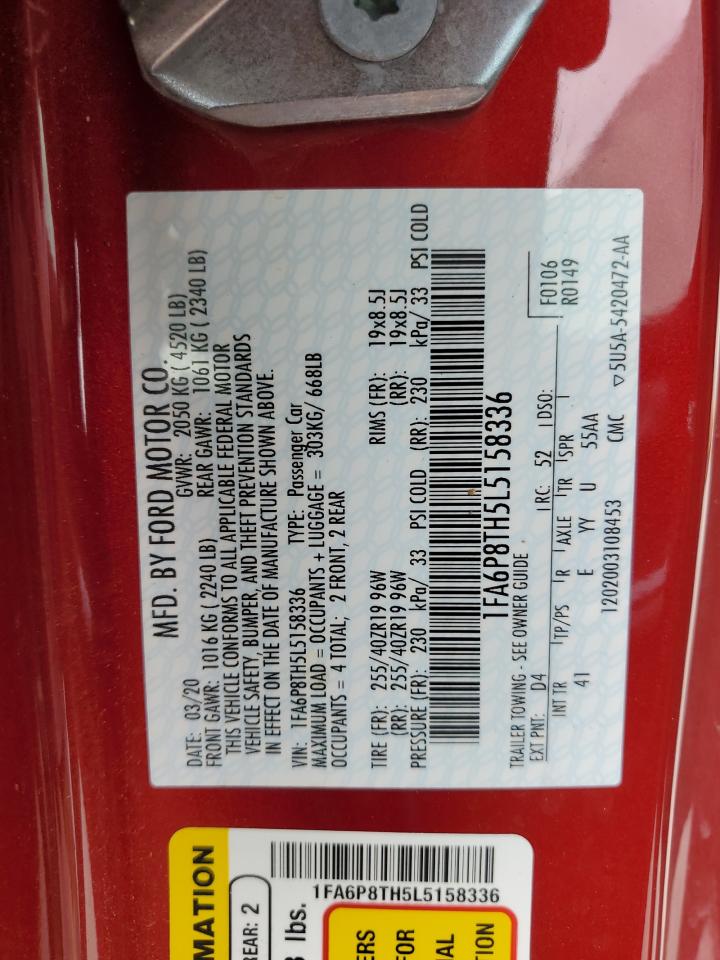 MFD. BY FORD MOTOR CO.
DATE: 03/20 GVWR: 2050 KG ( 4520 LB)
FRONT GAWR: 1016 KG ( 2240 LB) REAR GAWR: 1061 KG ( 2340 LB)
THIS VEHICLE CONFORMS TO ALL APPLICABLE FEDERAL MOTOR
VEHICLE SAFETY, BUMPER, AND THEFT PREVENTION STANDARDS
IN EFFECT ON THE DATE OF MANUFACTURE SHOWN ABOVE.
VIN: 1FA6P8TH5L5158336 TYPE: Passenger Car
MAXIMUM LOAD = OCCUPANTS + LUGGAGE = 303KG/ 668LB
OCCUPANTS = 4 TOTAL; 2 FRONT, 2 REAR
TIRE (FR): 255/40ZR19 96W RIMS (FR): 19x8.5J
(RR): 255/40ZR19 96W (RR): 19x8.5J
PRESSURE (FR): 230 kPa/ 33 PSI COLD (RR): 230 kPa/ 33 PSI COLD
1FA6P8TH5L5158336
TRAILER TOWING - SEE OWNER GUIDE F0106
EXT PNT: D4 RC: 52 DSO: R0149
INT TR TP/PS R AXLE TR SPR
41 E YY U 55AA
1202003108453 CMC ▽5U5A-5420472-AA
MATION
REAR: 2
lbs.
1FA6P8TH5L5158336
ERS
FOR
AL
TION